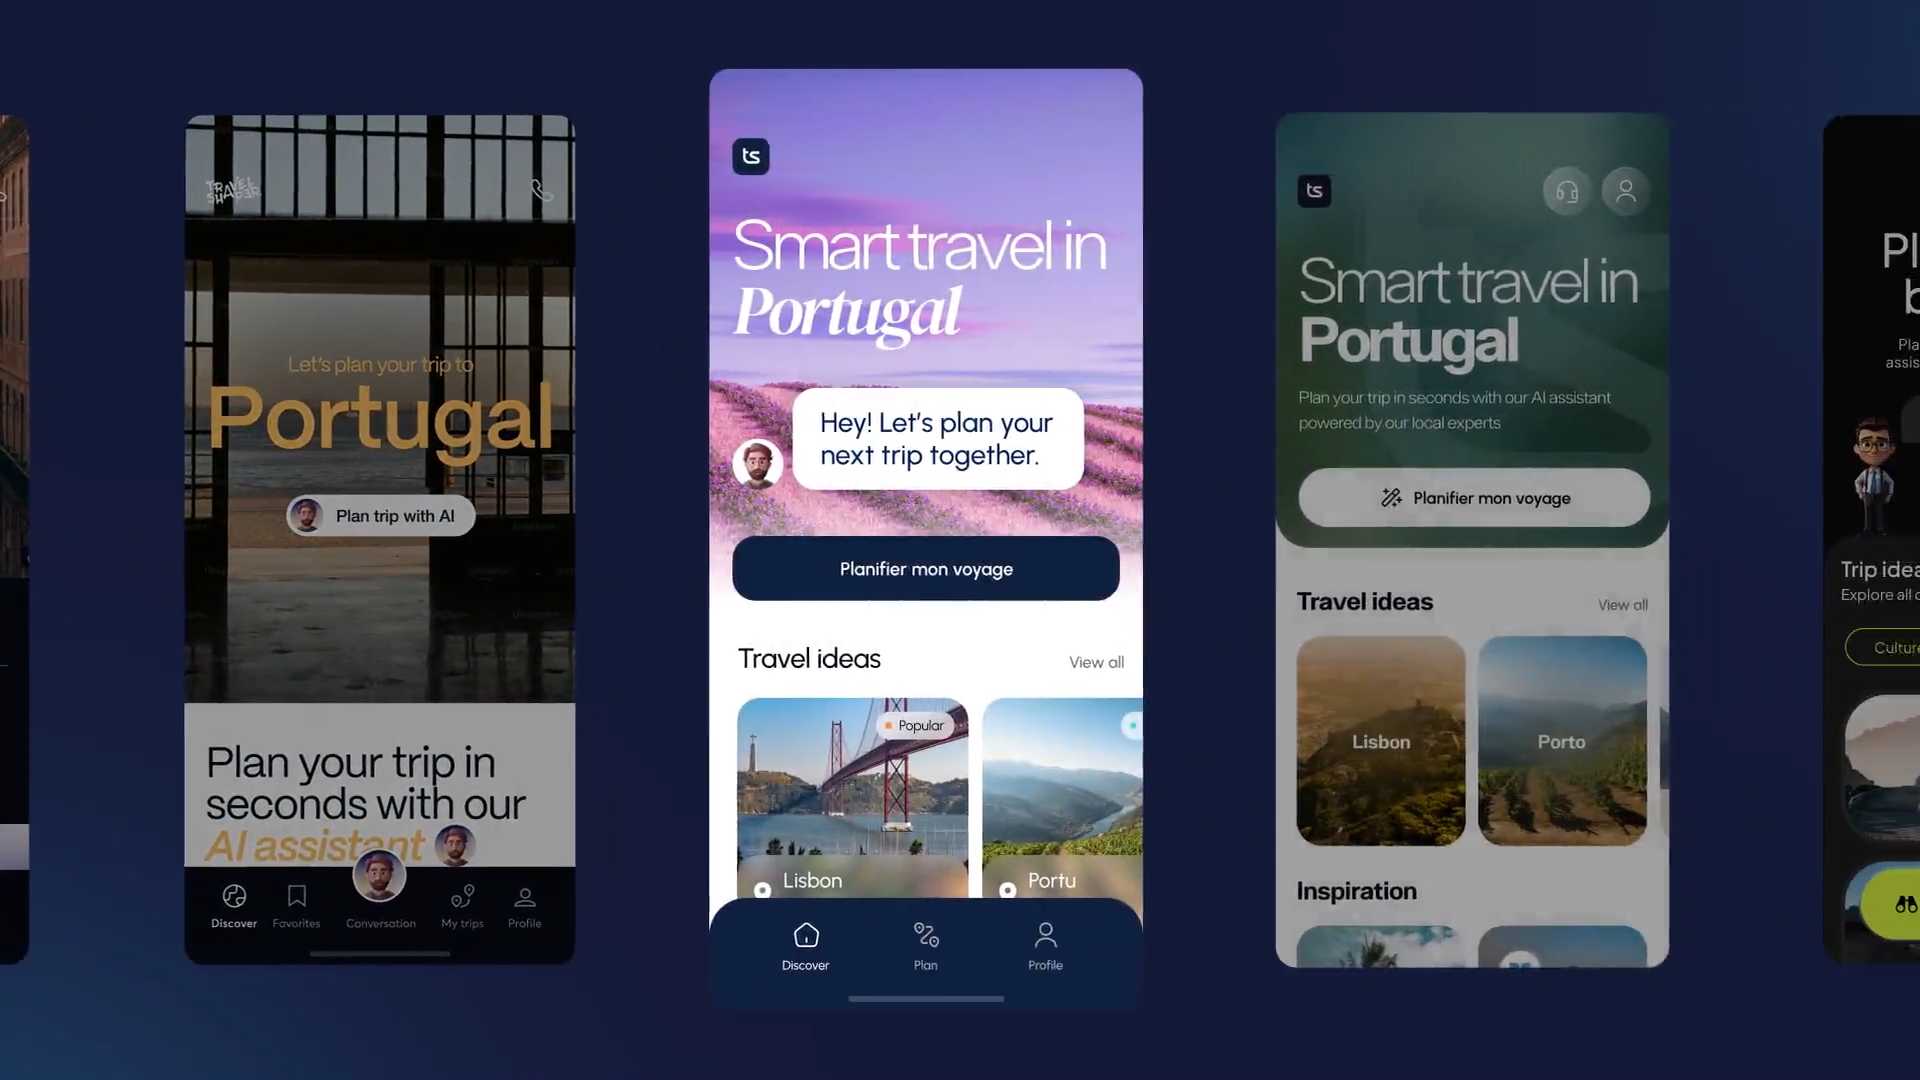 TRAVEL
SHAPER
Let's plan your trip to
Portugal
Plan trip with AI
Plan your trip in
seconds with our
AI assistant
Discover
Favorites
Conversation
My trips
Profile
ts
Smart travel in
Portugal
Hey! Let's plan your
next trip together.
Planifier mon voyage
Travel ideas
View all
Popular
Lisbon
Portu
Discover
Plan
Profile
ts
Smart travel in
Portugal
Plan your trip in seconds with our AI assistant
powered by our local experts
Planifier mon voyage
Travel ideas
View all
Lisbon
Porto
Inspiration
Pl
b
Pla
assis
Trip idea
Explore all
Culture